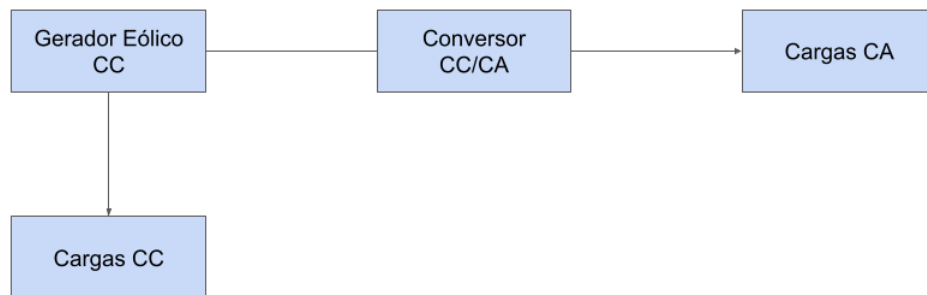 Gerador Eólico
CC
Conversor
CC/CA
Cargas CA
Cargas CC